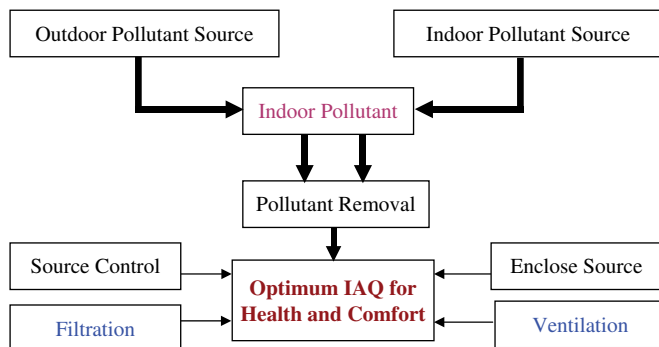 Outdoor Pollutant Source
Indoor Pollutant Source
Indoor Pollutant
Pollutant Removal
Source Control
Optimum IAQ for
Health and Comfort
Enclose Source
Filtration
Ventilation